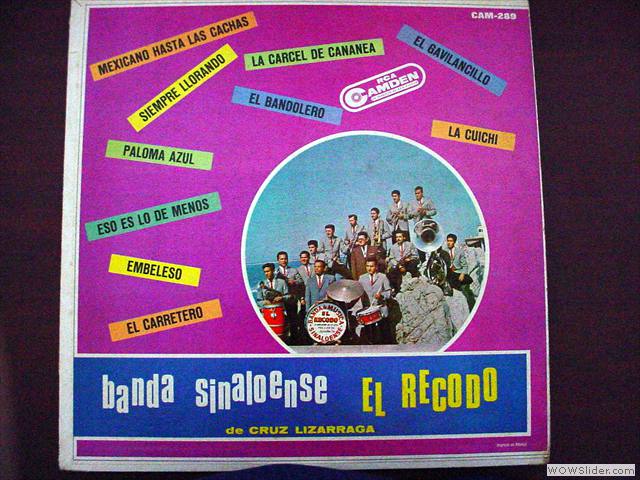 CAM-289
MEXICANO HASTA LAS CACHAS
SIEMPRE LLORANDO
LA CARCEL DE CANANEA
EL GAVILANCILLO
RCA
CAMDEN
EL BANDOLERO
LA CUICHI
PALOMA AZUL
ESO ES LO DE MENOS
EMBELESO
EL CARRETERO
BANDA
EL
RECODO
SINALOENSE
banda sinaloense EL RECODO
de CRUZ LIZARRAGA
WOWSlider.com